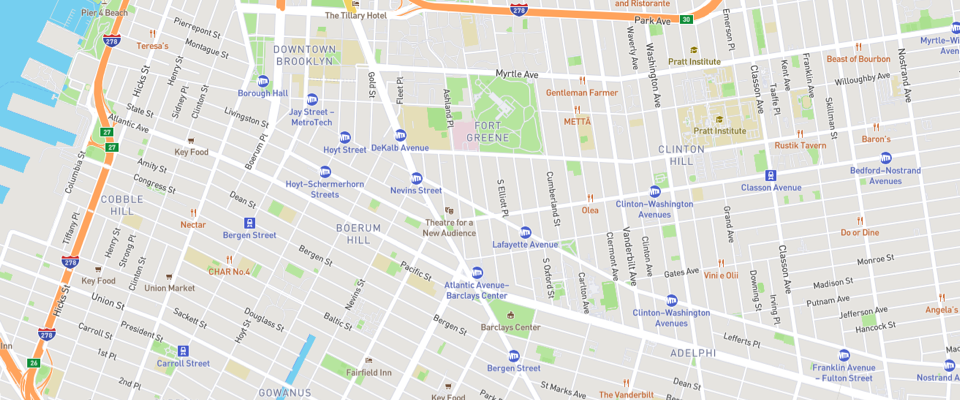 Pier 4 Beach
The Tillary Hotel
278
and Ristorante
Park Ave
30
Emerson Pl
Pierrepont St
Montague St
278
Teresa's
DOWNTOWN
BROOKLYN
Waverly Ave
Washington Ave
Pratt Institute
Myrtle–Wi
Aven
Hicks St
Henry St
Sidney Pl
Clinton St
Borough Hall
Gold St
Fleet Pl
Myrtle Ave
Gentlemen Farmer
Classon Ave
Kent Ave
Taaffe Pl
Franklin Ave
Beast of Bourbon
Willoughby Ave
Nostrand Ave
State St
Atlantic Ave
Livingston St
Jay Street –
MetroTech
Ashland Pl
FORT
GREENE
METTĀ
Pratt Institute
Skillman St
27
27
Key Food
Boerum Pl
Hoyt Street
DeKalb Avenue
CLINTON
HILL
Rustik Tavern
Baron's
Columbia St
Amity St
Congress St
Hoyt–Schermerhorn
Streets
Nevins Street
S Elliott Pl
Cumberland St
Clinton–Washington
Avenues
Classon Avenue
Bedford–Nostrand
Avenues
COBBLE
HILL
Dean St
Nectar
Bergen Street
BOERUM
HILL
Theatre for a
New Audience
Olea
Grand Ave
Do or Dine
Tiffany Pl
Henry St
Strong Pl
Clinton St
Bergen St
Lafayette Avenue
Clermont Ave
Vanderbilt Ave
Clinton Ave
Classon Ave
278
Key Food
CHAR No.4
Pacific St
S Oxford St
Carlton Ave
Gates Ave
Vini e Olii
Downing St
Monroe St
Hicks St
Union Market
Nevins St
Atlantic Avenue–
Barclays Center
Irving Pl
Madison St
Putnam Ave
Union St
Sackett St
Douglass St
Baltic St
Bergen St
Barclays Center
Clinton–Washington
Avenues
Jefferson Ave
Hancock St
Angela's
278
Carroll St
President St
Hoyt St
Lefferts Pl
Inn
26
1st Pl
Carroll Street
Fairfield Inn
Bergen Street
ADELPHI
Franklin Avenue
– Fulton Street
Mac
Nostrand A
2nd Pl
GOWANUS
Key Food
Park
St Marks Ave
The Vanderbilt
Dean St